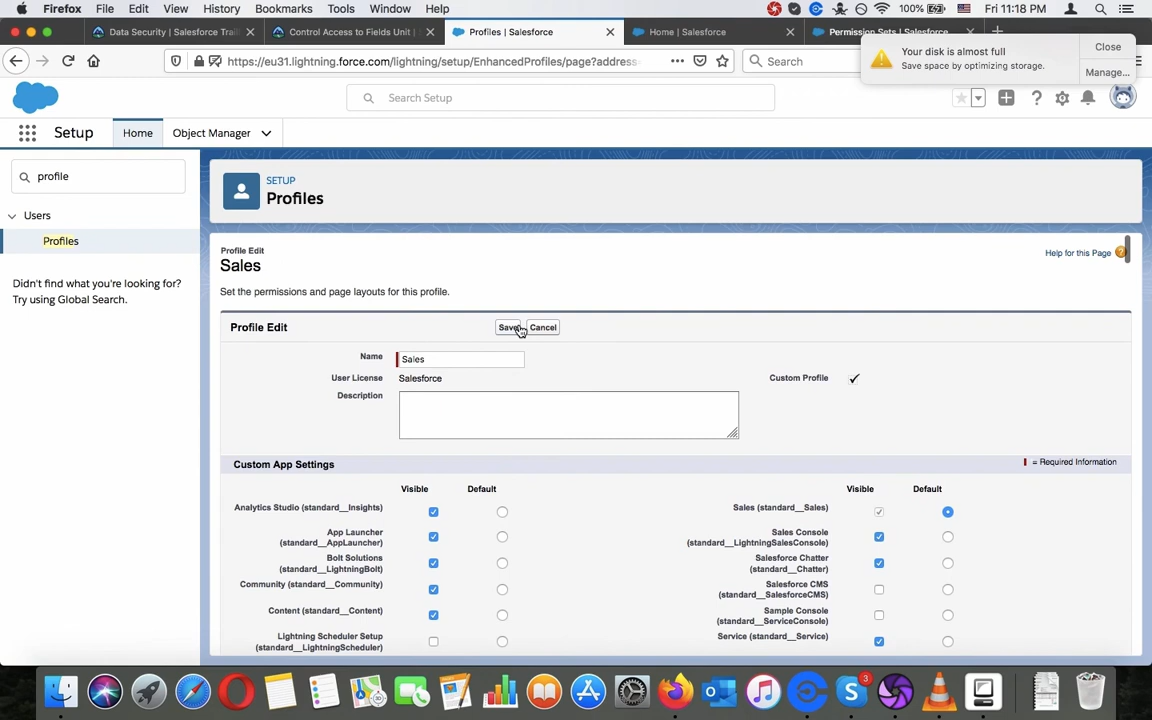 Firefox File Edit View History Bookmarks Tools Window Help
100% Fri 11:18 PM
Data Security | Salesforce Trail
Control Access to Fields Unit |
Profiles | Salesforce
Home | Salesforce
Permission Sets | Salesforce
https://eu31.lightning.force.com/lightning/setup/EnhancedProfiles/page?address=
Search
Your disk is almost full
Save space by optimizing storage.
Close
Manage...
Search Setup
Setup
Home
Object Manager
profile
Users
Profiles
Didn't find what you're looking for?
Try using Global Search.
SETUP
Profiles
Profile Edit
Sales
Help for this Page
Set the permissions and page layouts for this profile.
Profile Edit
Save
Cancel
Name
Sales
User License
Salesforce
Custom Profile
Description
Custom App Settings
= Required Information
Visible Default
Visible Default
Analytics Studio (standard__Insights)
Sales (standard__Sales)
App Launcher
(standard__AppLauncher)
Sales Console
(standard__LightningSalesConsole)
Bolt Solutions
(standard__LightningBolt)
Salesforce Chatter
(standard__Chatter)
Community (standard__Community)
Salesforce CMS
(standard__SalesforceCMS)
Content (standard__Content)
Sample Console
(standard__ServiceConsole)
Lightning Scheduler Setup
(standard__LightningScheduler)
Service (standard__Service)
3